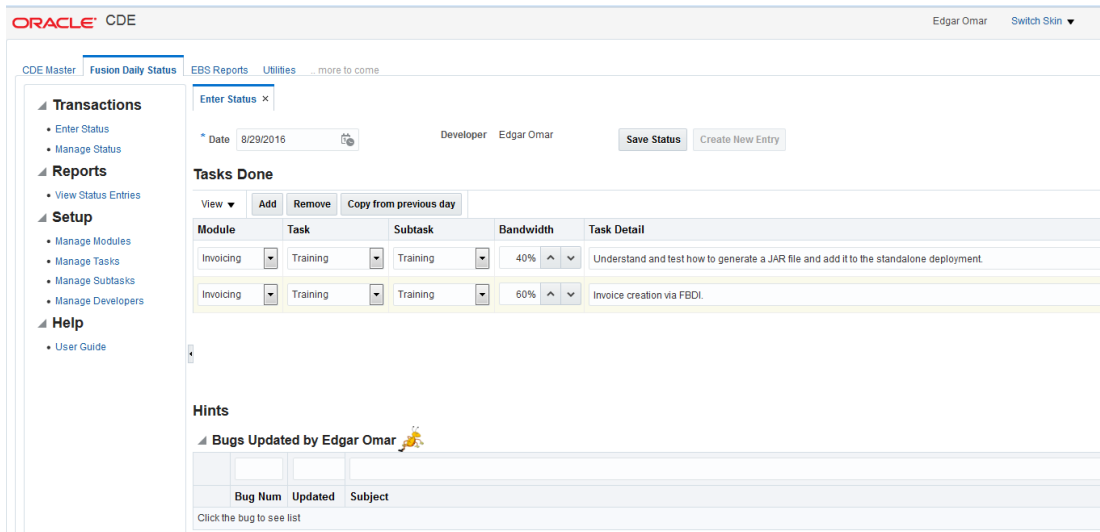 ORACLE CDE
Edgar Omar Switch Skin
CDE Master Fusion Daily Status EBS Reports Utilities ... more to come
Transactions
Enter Status
Manage Status
Reports
View Status Entries
Setup
Manage Modules
Manage Tasks
Manage Subtasks
Manage Developers
Help
User Guide
Enter Status ×
* Date 8/29/2016 Developer Edgar Omar Save Status Create New Entry
Tasks Done
View Add Remove Copy from previous day
Module Task Subtask Bandwidth Task Detail
Invoicing Training Training 40% Understand and test how to generate a JAR file and add it to the standalone deployment.
Invoicing Training Training 60% Invoice creation via FBDI.
Hints
Bugs Updated by Edgar Omar
Bug Num Updated Subject
Click the bug to see list